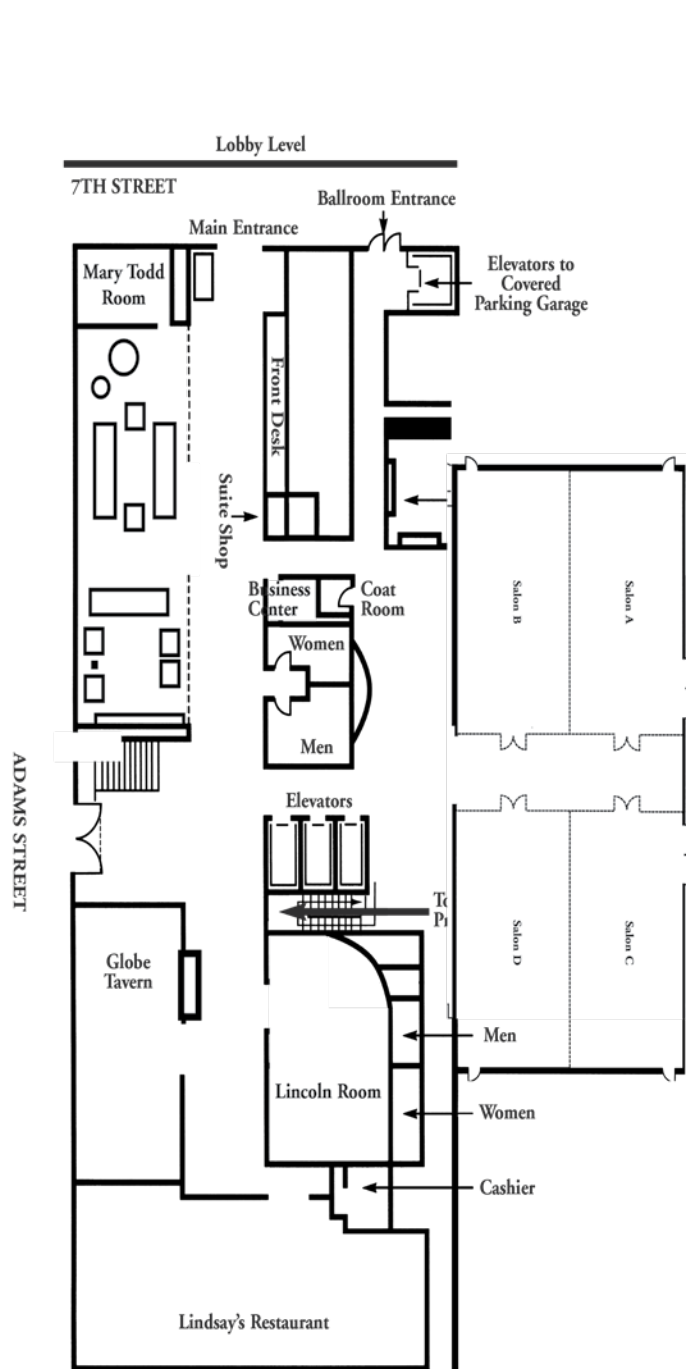 Lobby Level
7TH STREET
Ballroom Entrance
Main Entrance
Mary Todd
Room
Elevators to
Covered
Parking Garage
Front Desk
Suite Shop
Salon B
Salon A
Business
Center
Coat
Room
Women
Men
ADAMS STREET
Elevators
Globe
Tavern
Salon D
Salon C
Men
Lincoln Room
Women
Cashier
Lindsay's Restaurant